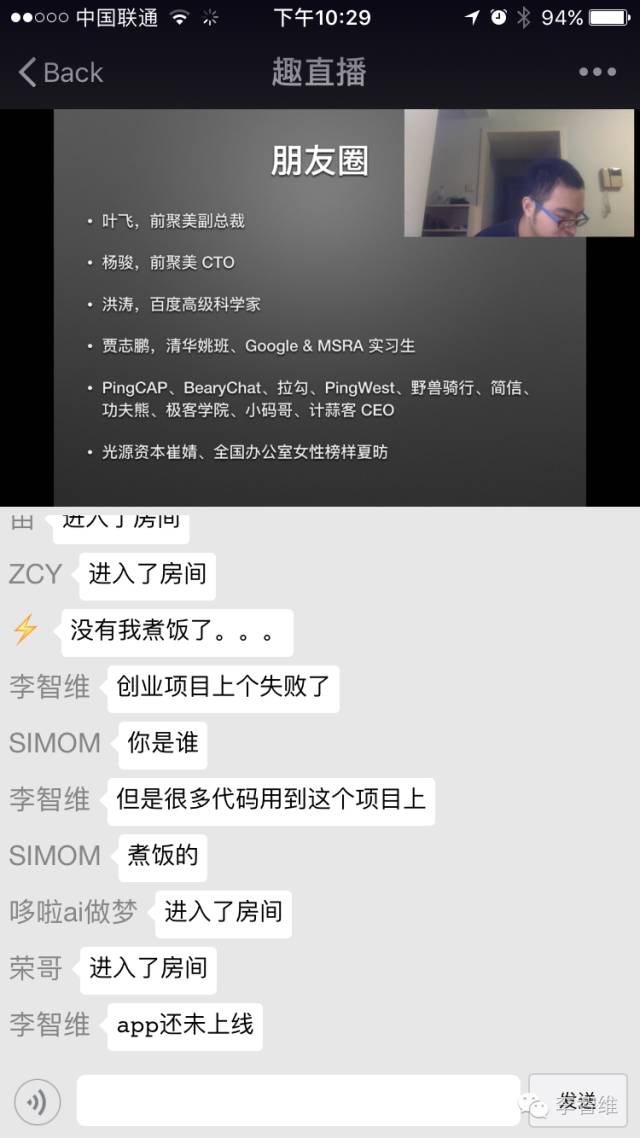 中国联通 下午10:29 94%
Back 趣直播
朋友圈
• 叶飞，前聚美副总裁
• 杨骏，前聚美 CTO
• 洪涛，百度高级科学家
• 贾志鹏，清华姚班、Google & MSRA 实习生
• PingCAP、BearyChat、拉勾、PingWest、野兽骑行、简信、
功夫熊、极客学院、小码哥、计蒜客 CEO
• 光源资本崔婧、全国办公室女性榜样夏昉
进入了房间
ZCY 进入了房间
⚡ 没有我煮饭了。。。
李智维 创业项目上个失败了
SIMOM 你是谁
李智维 但是很多代码用到这个项目上
SIMOM 煮饭的
哆啦ai做梦 进入了房间
荣哥 进入了房间
李智维 app还未上线
发送
李智维